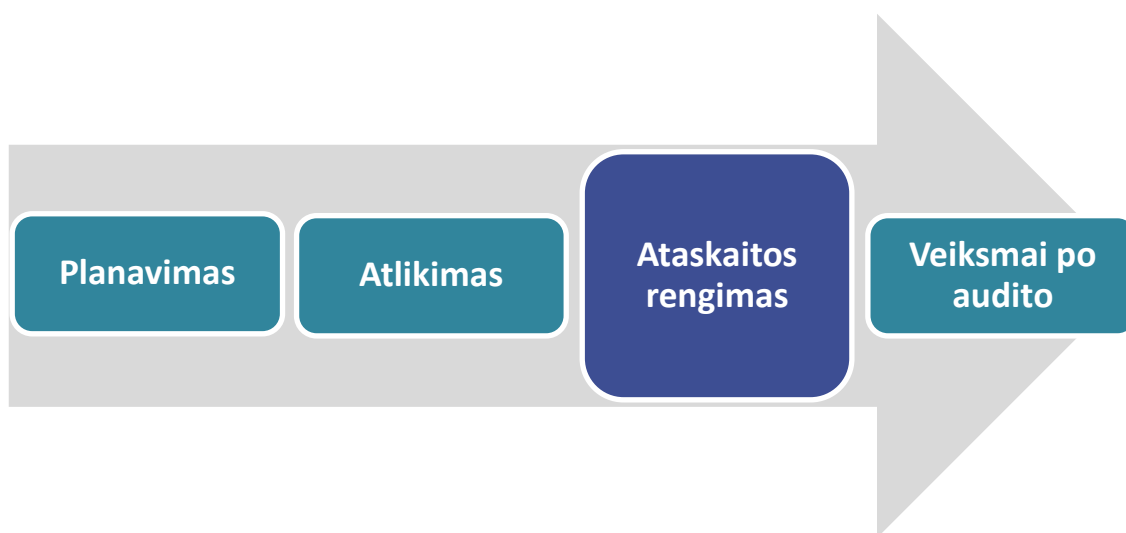 Planavimas
Atlikimas
Ataskaitos
rengimas
Veiksmai po
audito